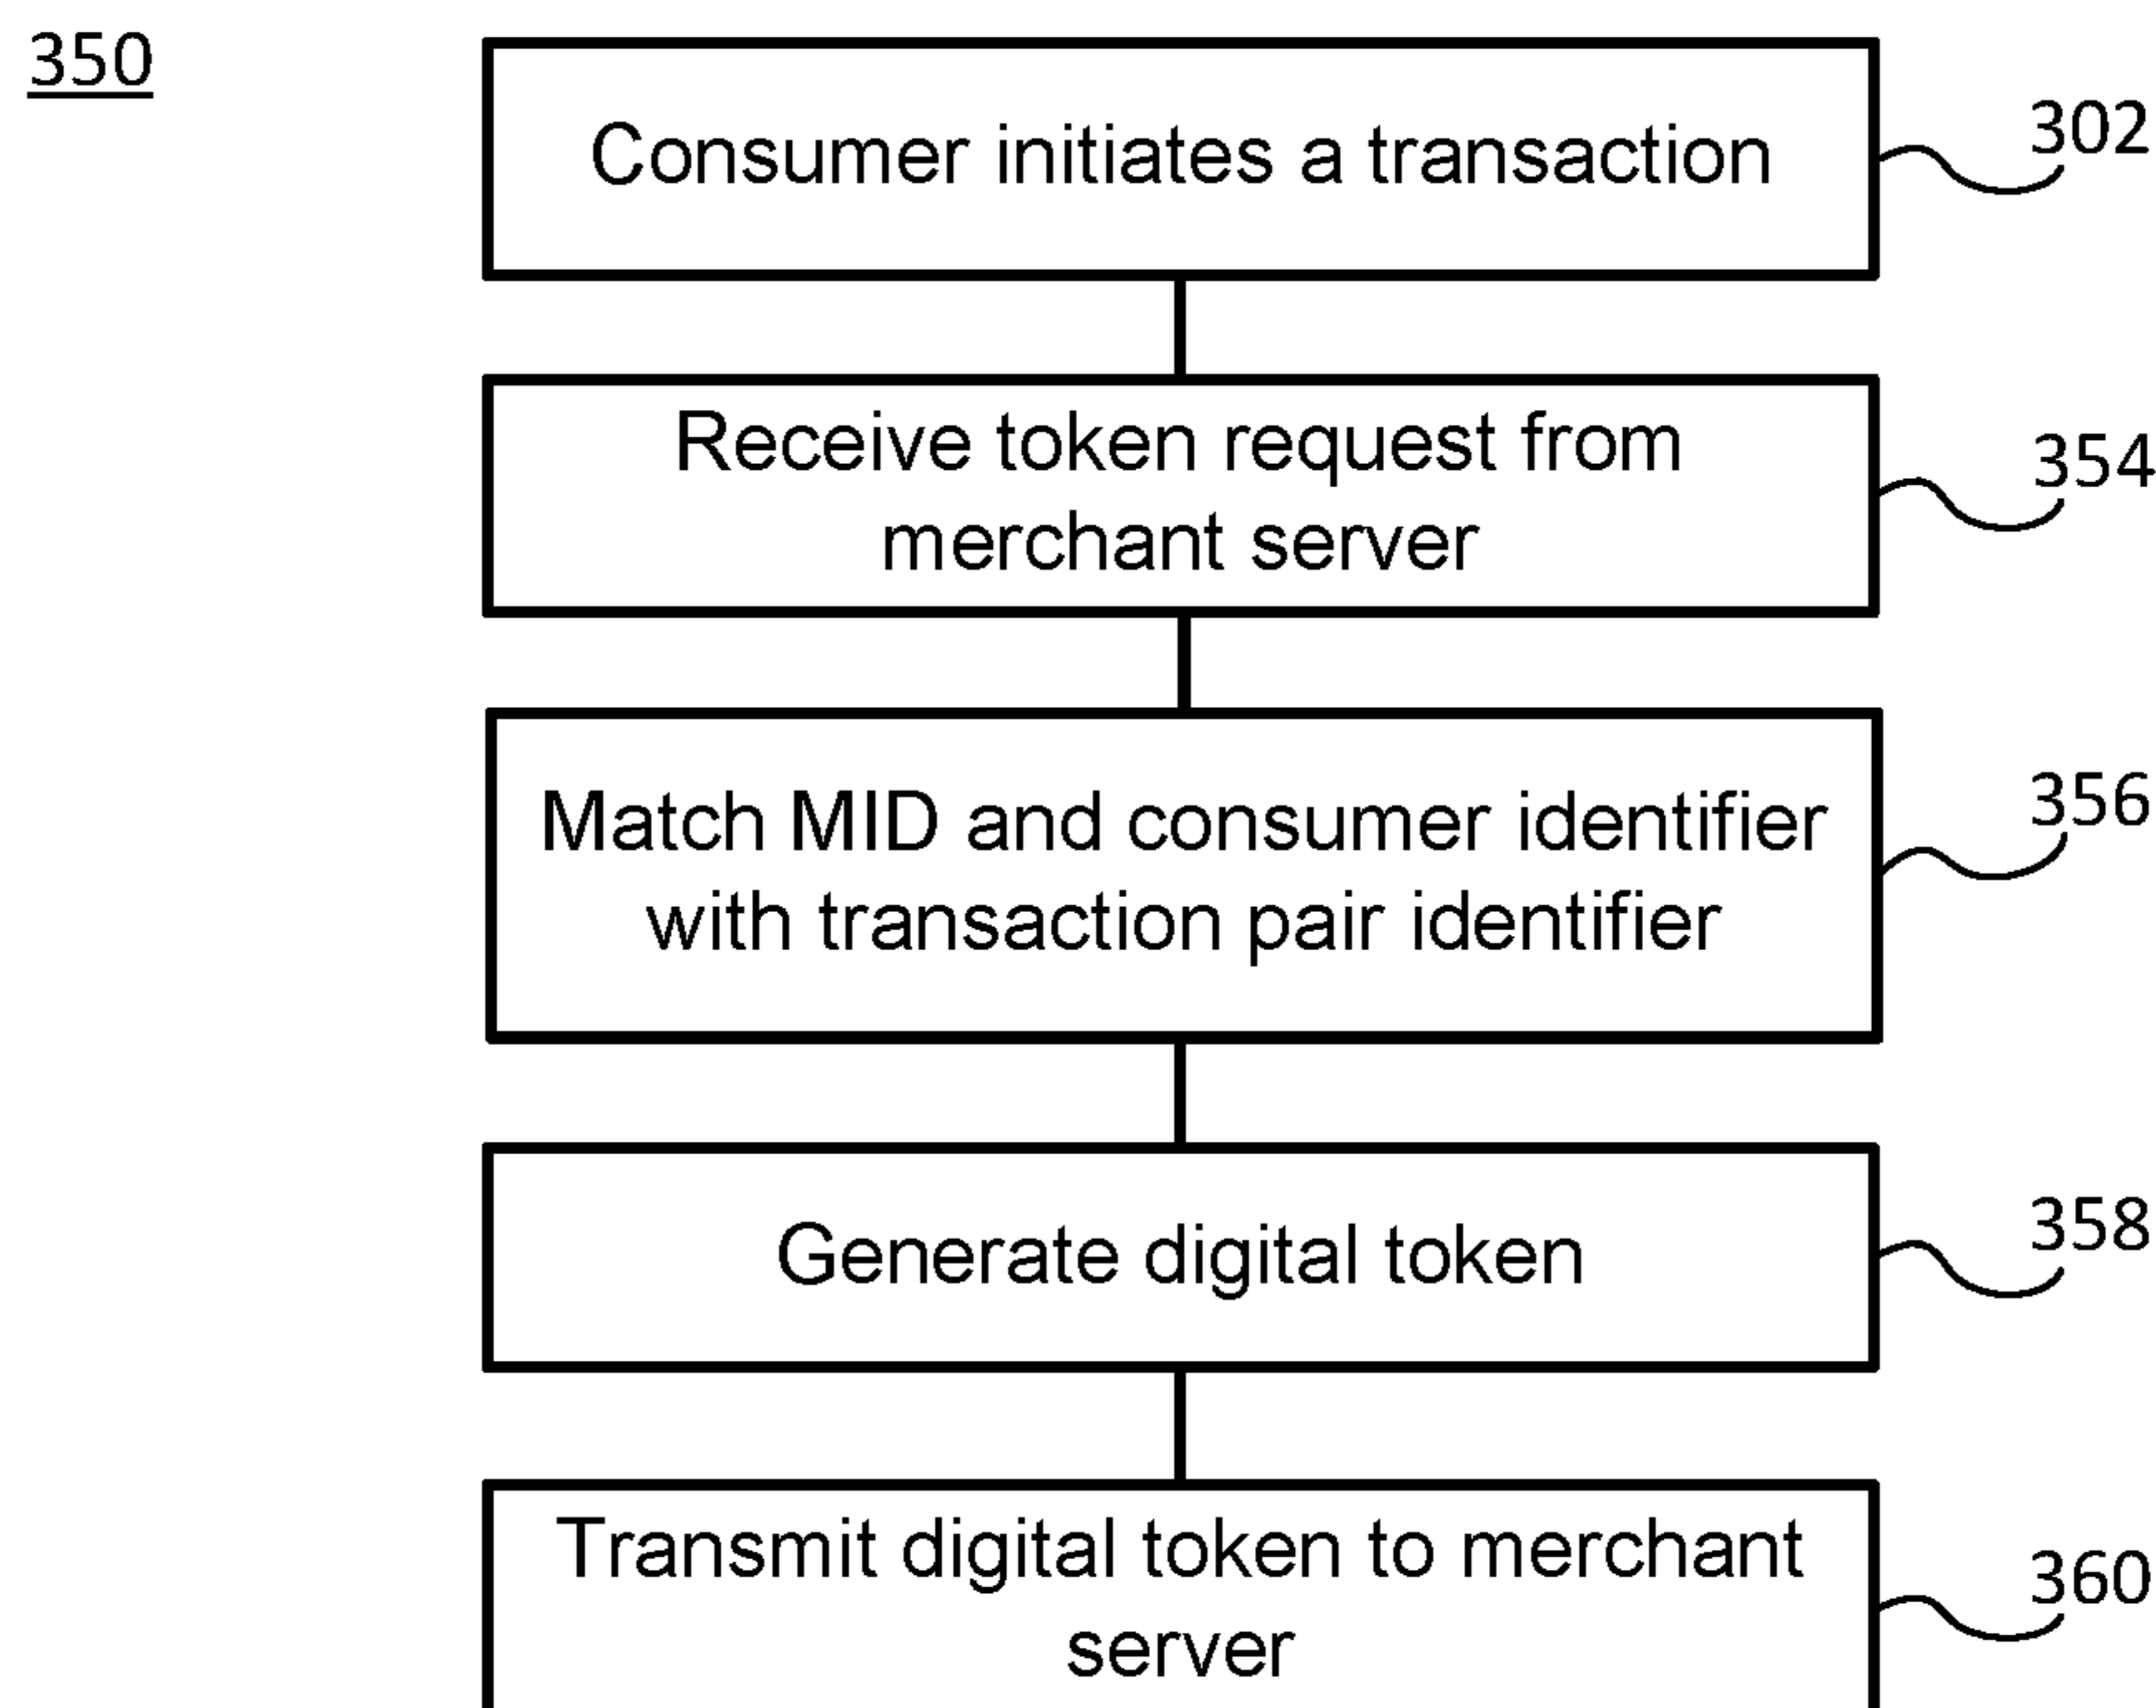 350
Consumer initiates a transaction
302
Receive token request from
merchant server
354
Match MID and consumer identifier
with transaction pair identifier
356
Generate digital token
358
Transmit digital token to merchant
server
360